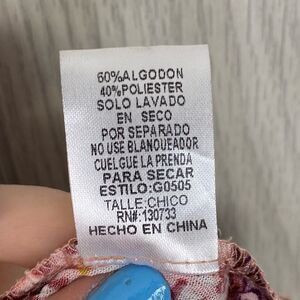 60%ALGODON
40%POLIESTER
SOLO LAVADO
EN SECO
POR SEPARADO
NO USE BLANQUEADOR
CUELGUE LA PRENDA
PARA SECAR
ESTILO:G0505
TALLE:CHICO
RN#:130733
HECHO EN CHINA